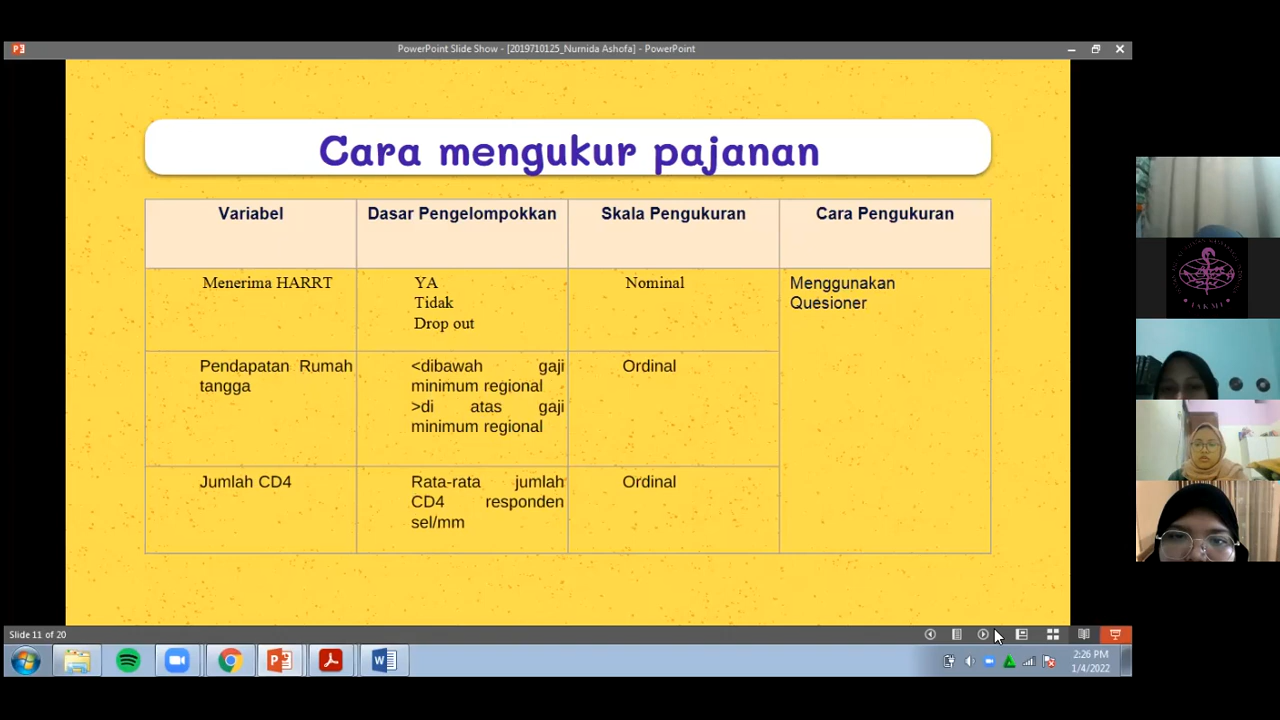 PowerPoint Slide Show - [2019710125_Nurnida Ashofa] - PowerPoint
Cara mengukur pajanan
Variabel
Dasar Pengelompokkan
Skala Pengukuran
Cara Pengukuran
Menerima HARRT
YA
Tidak
Drop out
Nominal
Menggunakan
Quesioner
Pendapatan Rumah
tangga
<dibawah gaji
minimum regional
>di atas gaji
minimum regional
Ordinal
Jumlah CD4
Rata-rata jumlah
CD4 responden
sel/mm
Ordinal
Slide 11 of 20
2:26 PM
1/4/2022